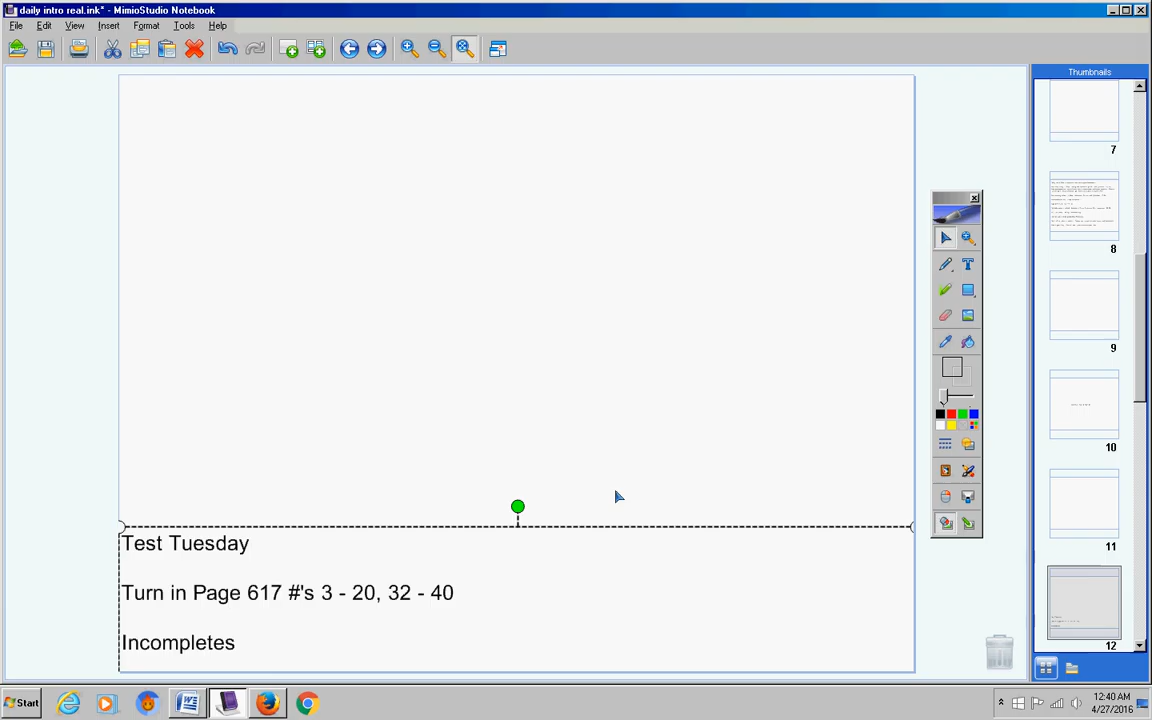 daily intro real.ink* - MimioStudio Notebook
File Edit View Insert Format Tools Help
Thumbnails
7
8
9
10
11
12
Test Tuesday
Turn in Page 617 #'s 3 - 20, 32 - 40
Incompletes
Start
12:40 AM
4/27/2016